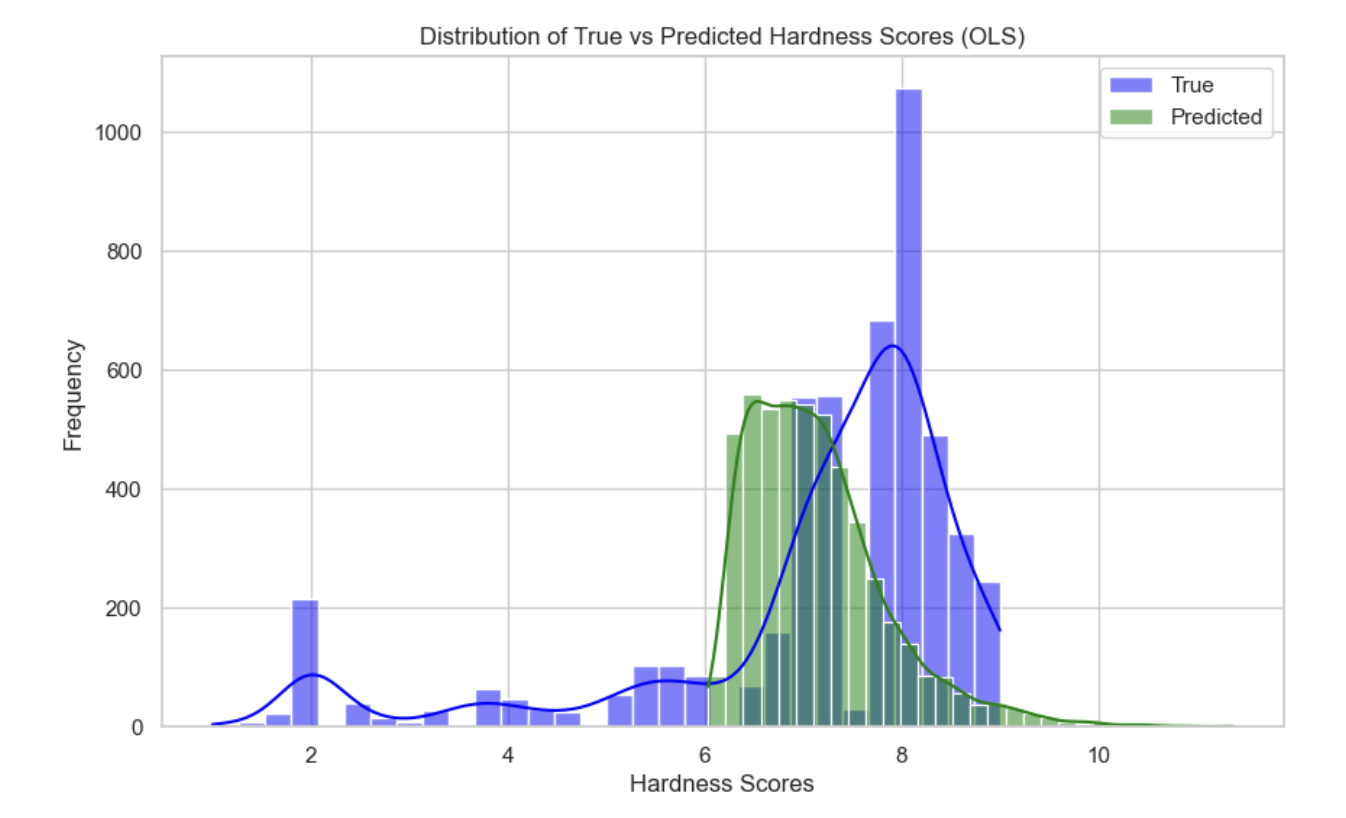 Distribution of True vs Predicted Hardness Scores (OLS)
True
Predicted
1000
800
600
400
200
0
Frequency
2 4 6 8 10
Hardness Scores